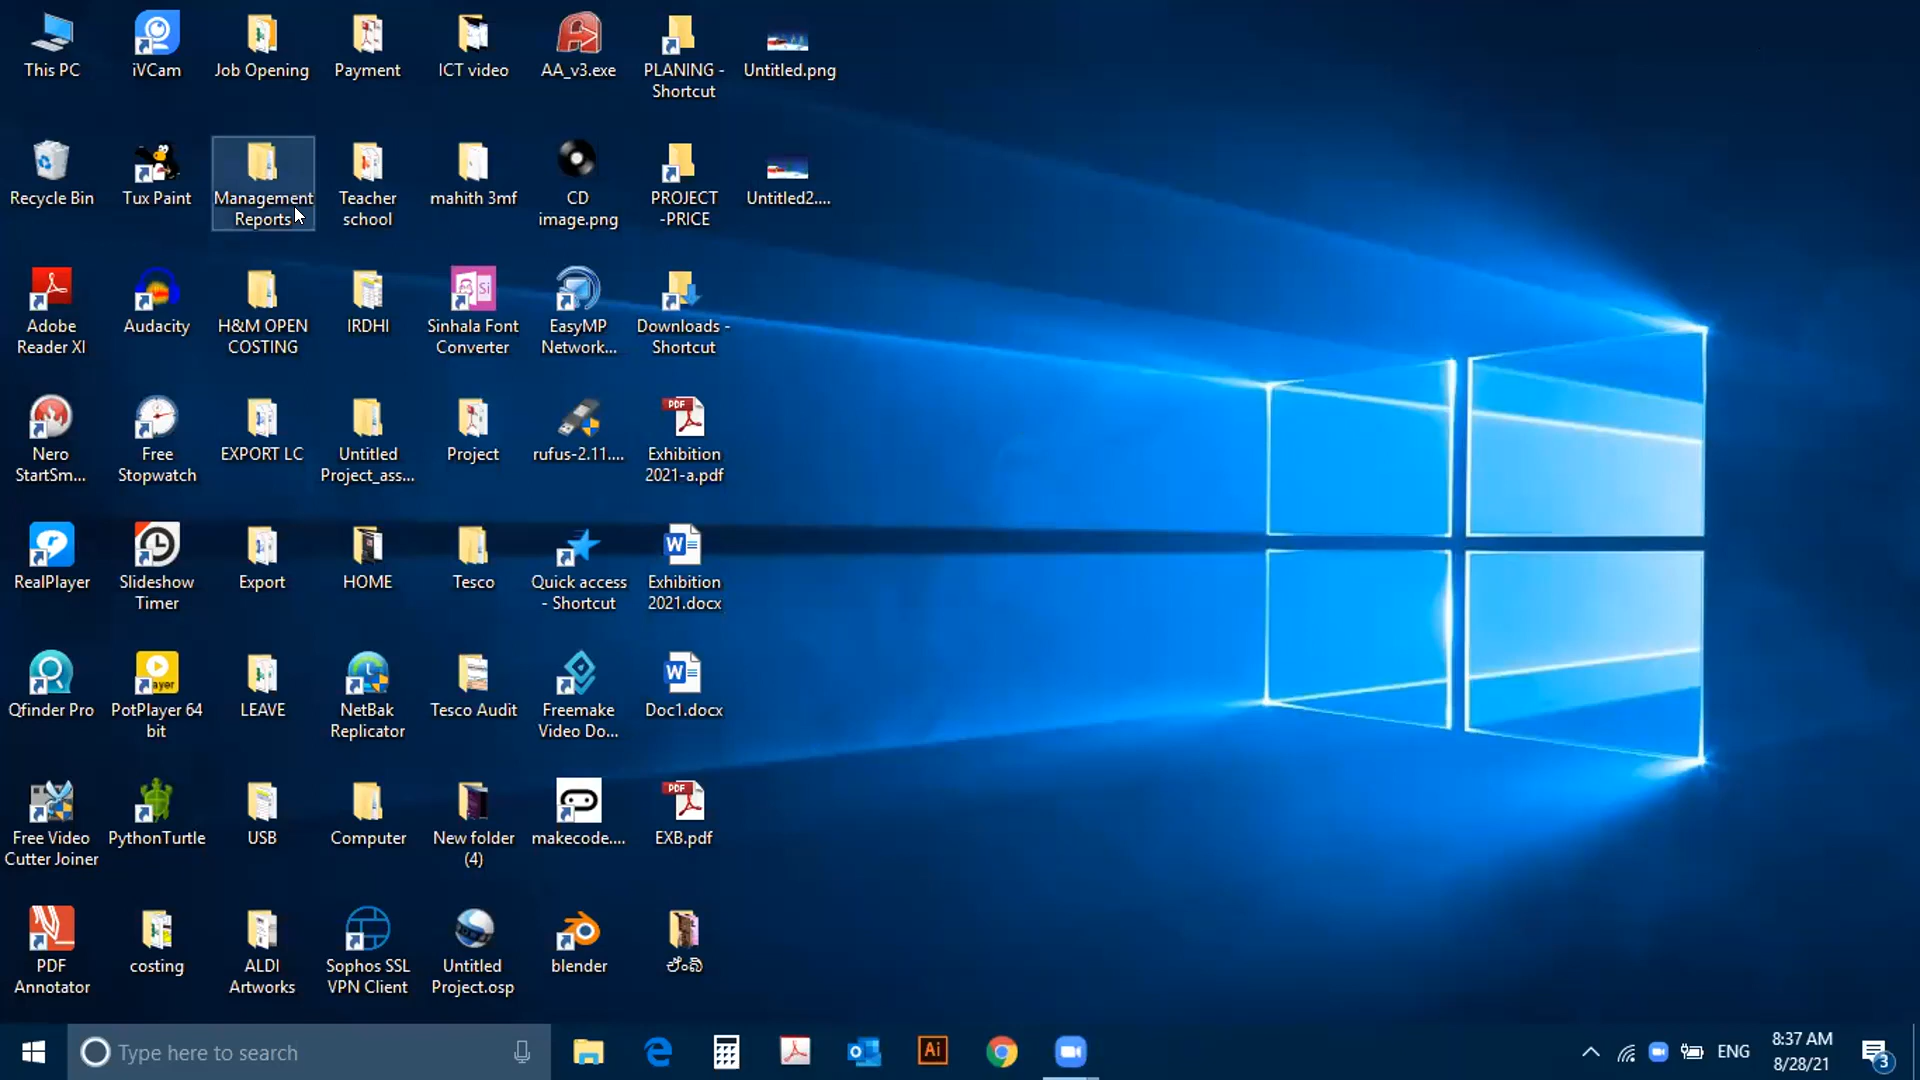 This PC
iVCam
Job Opening
Payment
ICT video
AA_v3.exe
PLANING -
Shortcut
Untitled.png
Recycle Bin
Tux Paint
Management
Reports
Teacher
school
mahith 3mf
CD
image.png
PROJECT
-PRICE
Untitled2....
Adobe
Reader XI
Audacity
H&M OPEN
COSTING
IRDHI
Sinhala Font
Converter
EasyMP
Network...
Downloads -
Shortcut
Nero
StartSm...
Free
Stopwatch
EXPORT LC
Untitled
Project_ass...
Project
rufus-2.11....
Exhibition
2021-a.pdf
RealPlayer
Slideshow
Timer
Export
HOME
Tesco
Quick access
- Shortcut
Exhibition
2021.docx
Qfinder Pro
PotPlayer 64
bit
LEAVE
NetBak
Replicator
Tesco Audit
Freemake
Video Do...
Doc1.docx
Free Video
Cutter Joiner
PythonTurtle
USB
Computer
New folder
(4)
makecode....
EXB.pdf
PDF
Annotator
costing
ALDI
Artworks
Sophos SSL
VPN Client
Untitled
Project.osp
blender
Type here to search
Ai
ENG
8:37 AM
8/28/21
3